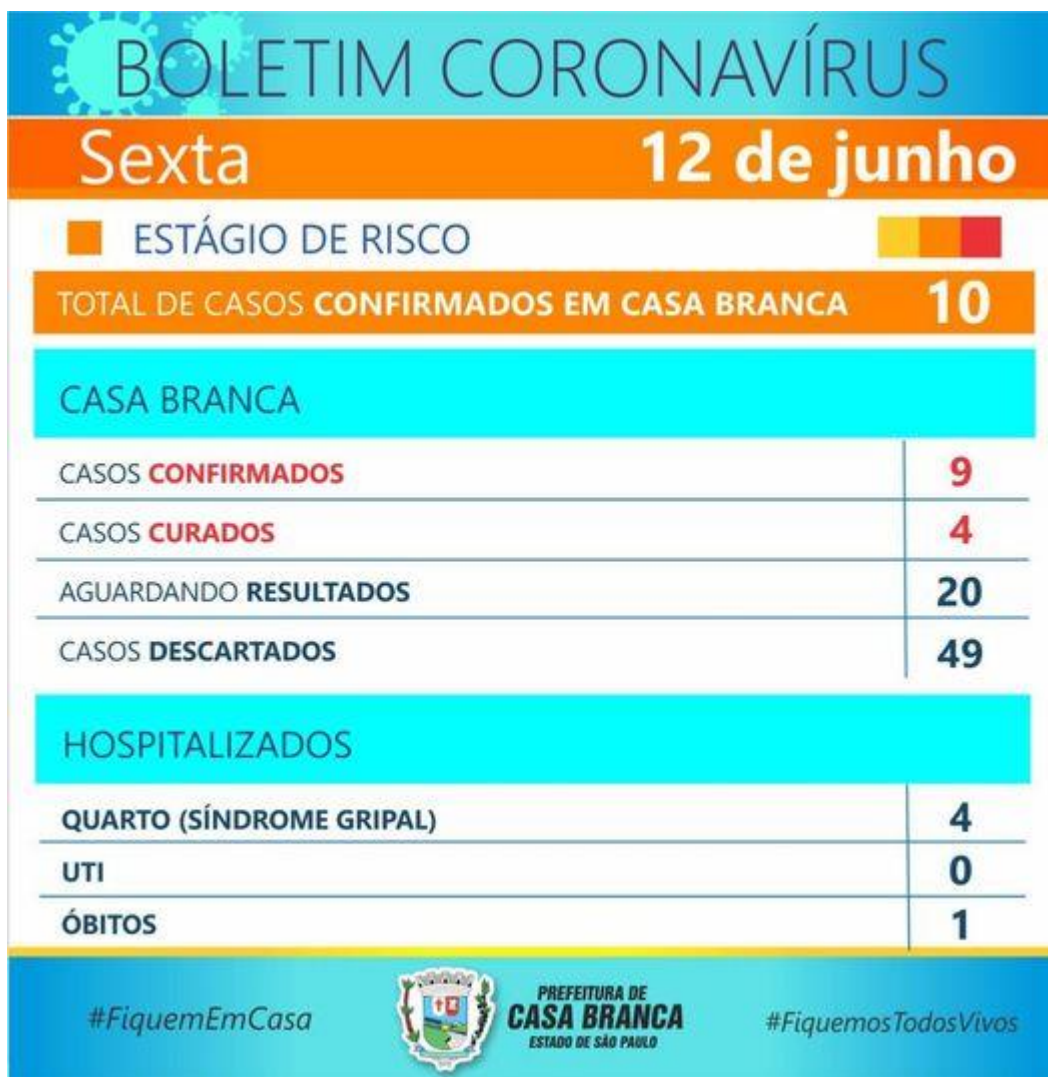 BOLETIM CORONAVÍRUS
Sexta 12 de junho
ESTÁGIO DE RISCO
TOTAL DE CASOS CONFIRMADOS EM CASA BRANCA 10
CASA BRANCA
CASOS CONFIRMADOS 9
CASOS CURADOS 4
AGUARDANDO RESULTADOS 20
CASOS DESCARTADOS 49
HOSPITALIZADOS
QUARTO (SÍNDROME GRIPAL) 4
UTI 0
ÓBITOS 1
#FiquemEmCasa
PREFEITURA DE
CASA BRANCA
ESTADO DE SÃO PAULO
#FiquemosTodosVivos